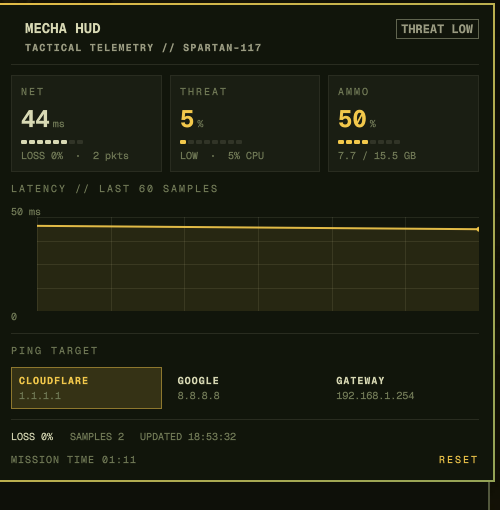 MECHA HUD
THREAT LOW
TACTICAL TELEMETRY // SPARTAN-117
NET
44 ms
LOSS 0% · 2 pkts
THREAT
5 %
LOW · 5% CPU
AMMO
50 %
7.7 / 15.5 GB
LATENCY // LAST 60 SAMPLES
50 ms
0
PING TARGET
CLOUDFLARE
1.1.1.1
GOOGLE
8.8.8.8
GATEWAY
192.168.1.254
LOSS 0% SAMPLES 2 UPDATED 18:53:32
MISSION TIME 01:11
RESET